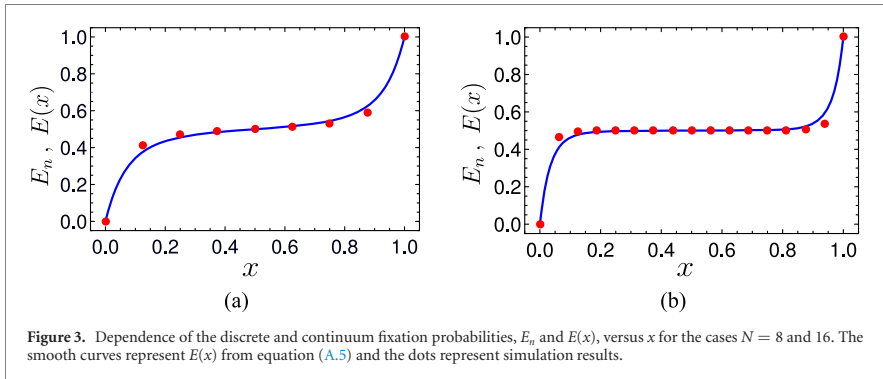 1.0
0.8
0.6
0.4
0.2
0.0
E_n , E(x)
0.0 0.2 0.4 0.6 0.8 1.0
x
(a)
1.0
0.8
0.6
0.4
0.2
0.0
E_n , E(x)
0.0 0.2 0.4 0.6 0.8 1.0
x
(b)
Figure 3. Dependence of the discrete and continuum fixation probabilities, E_n and E(x), versus x for the cases N = 8 and 16. The
smooth curves represent E(x) from equation (A.5) and the dots represent simulation results.